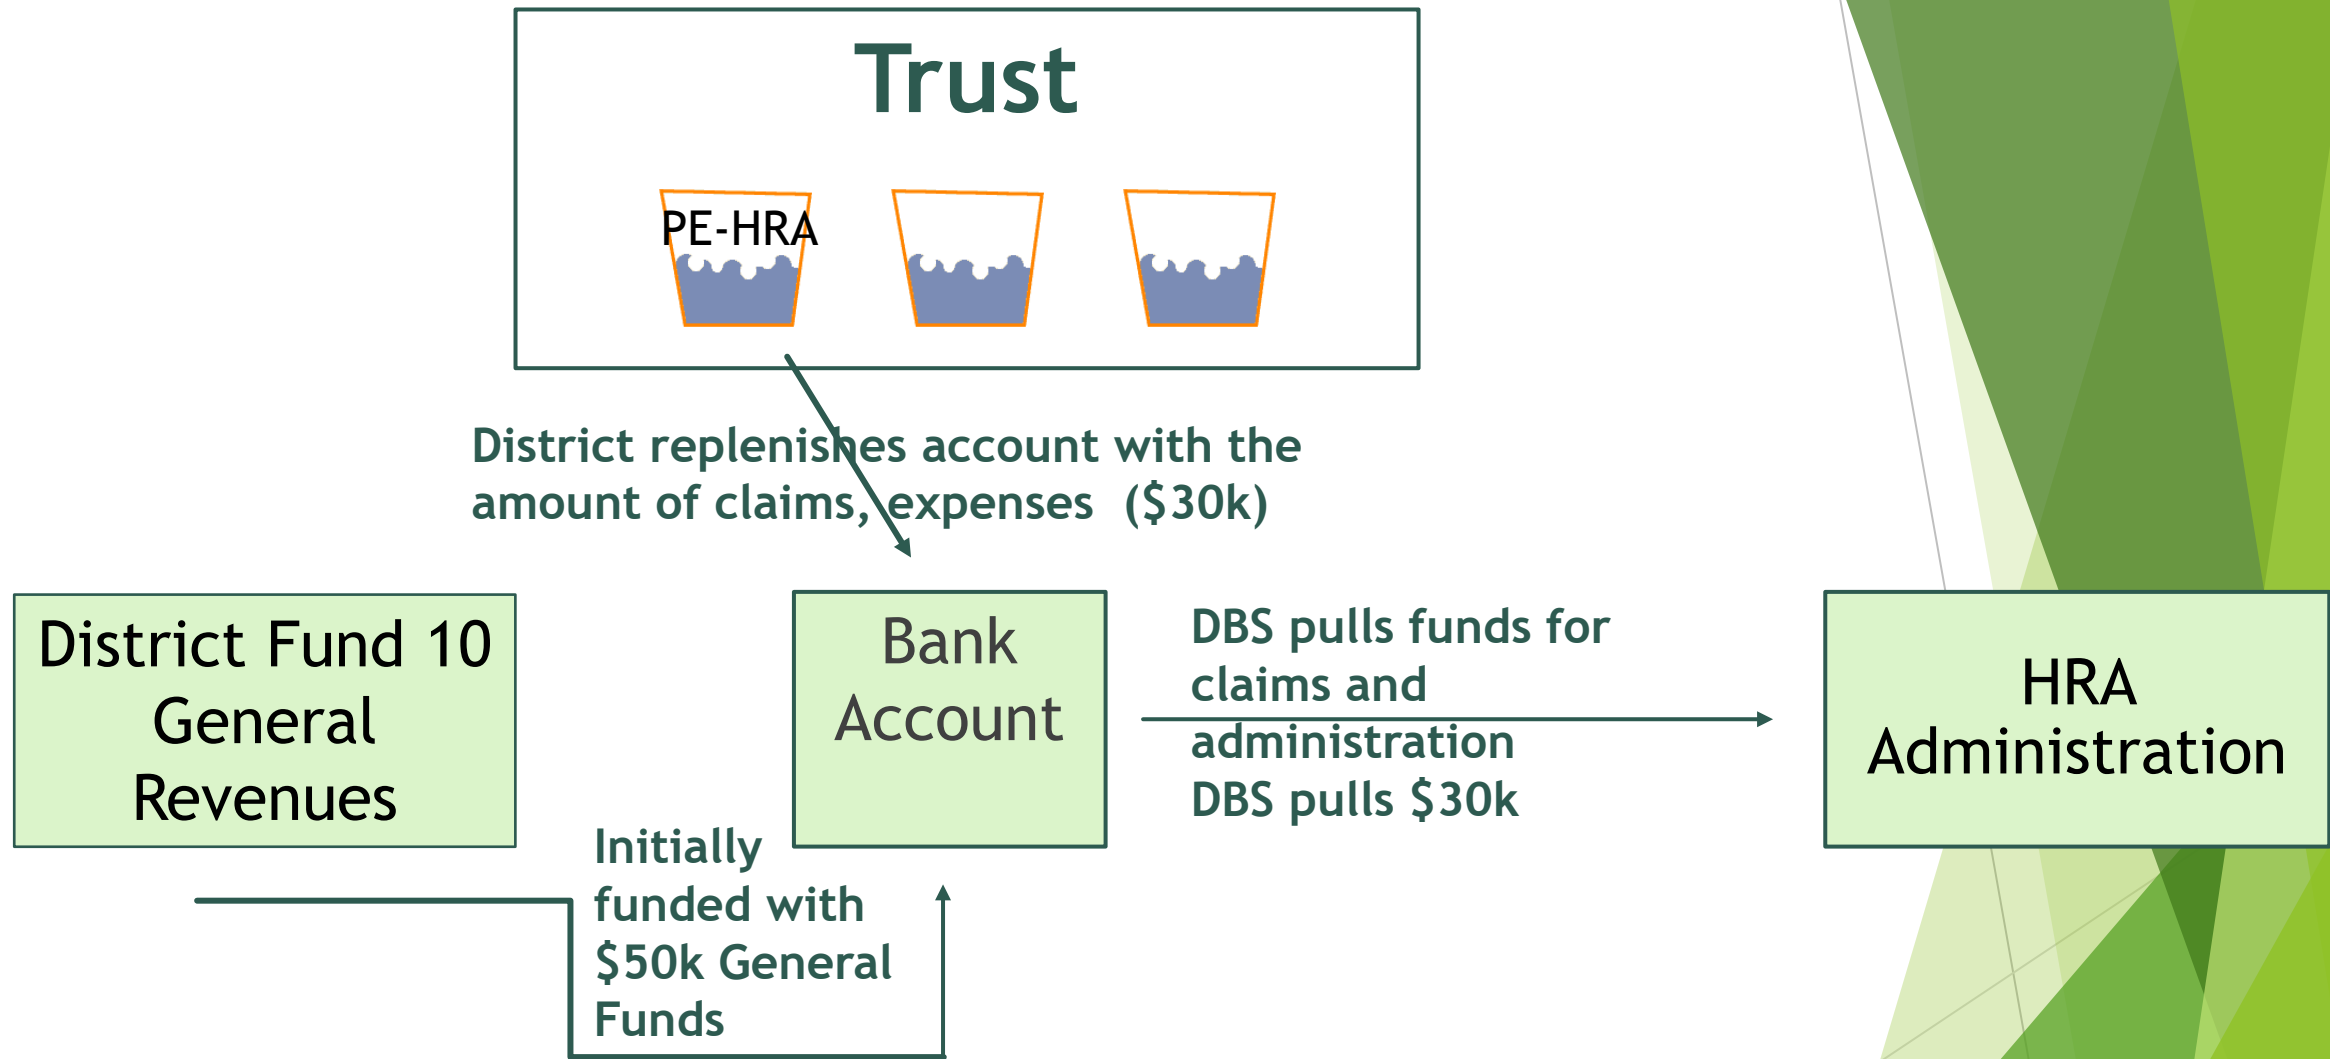 Trust
PE-HRA
District replenishes account with the
amount of claims, expenses  ($30k)
District Fund 10
General
Revenues
Bank
Account
DBS pulls funds for
claims and
administration
DBS pulls $30k
HRA
Administration
Initially
funded with
$50k General
Funds